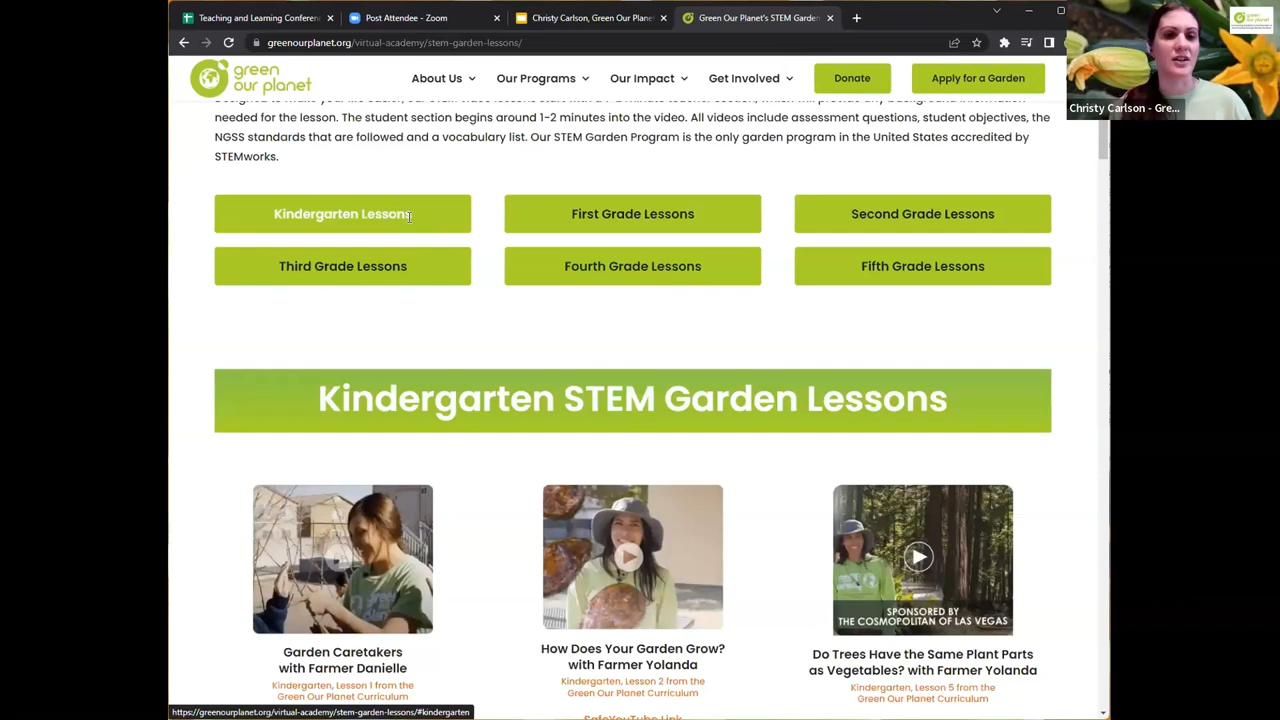 Teaching and Learning Conferen
Post Attendee - Zoom
Christy Carlson, Green Our Planet
Green Our Planet's STEM Garden
greenourplanet.org/virtual-academy/stem-garden-lessons/
green
our planet
About Us
Our Programs
Our Impact
Get Involved
Donate
Apply for a Garden
Christy Carlson - Gre...
needed for the lesson. The student section begins around 1-2 minutes into the video. All videos include assessment questions, student objectives, the
NGSS standards that are followed and a vocabulary list. Our STEM Garden Program is the only garden program in the United States accredited by
STEMworks.
Kindergarten Lessons
First Grade Lessons
Second Grade Lessons
Third Grade Lessons
Fourth Grade Lessons
Fifth Grade Lessons
Kindergarten STEM Garden Lessons
SPONSORED BY
THE COSMOPOLITAN OF LAS VEGAS
Garden Caretakers
with Farmer Danielle
Kindergarten, Lesson 1 from the
Green Our Planet Curriculum
How Does Your Garden Grow?
with Farmer Yolanda
Kindergarten, Lesson 2 from the
Green Our Planet Curriculum
SafeYouTube Link
Do Trees Have the Same Plant Parts
as Vegetables? with Farmer Yolanda
Kindergarten, Lesson 5 from the
Green Our Planet Curriculum
https://greenourplanet.org/virtual-academy/stem-garden-lessons/#kindergarten